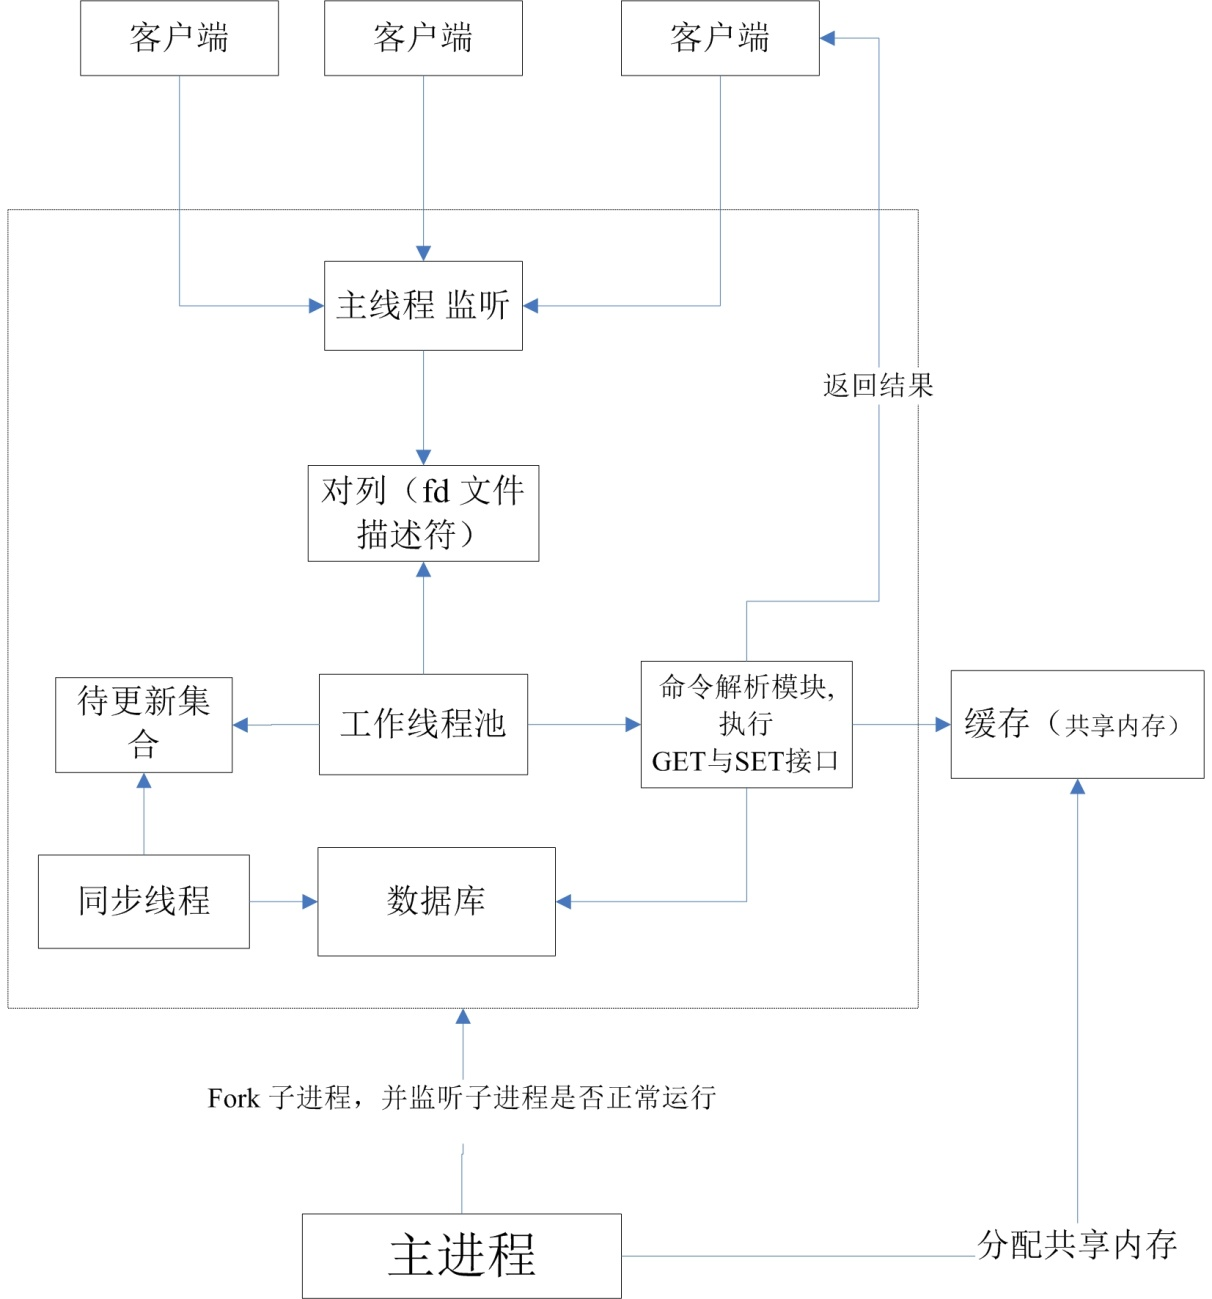 客户端
客户端
客户端
主线程 监听
返回结果
对列（fd 文件
描述符）
待更新集
合
工作线程池
命令解析模块,
执行
GET与SET接口
缓存（共享内存）
同步线程
数据库
Fork 子进程，并监听子进程是否正常运行
主进程
分配共享内存